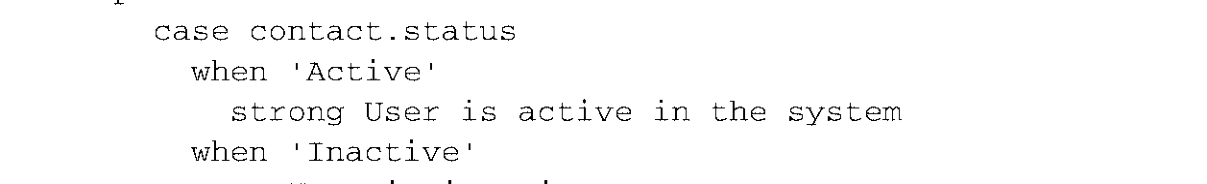 case contact.status
when 'Active'
strong User is active in the system
when 'Inactive'